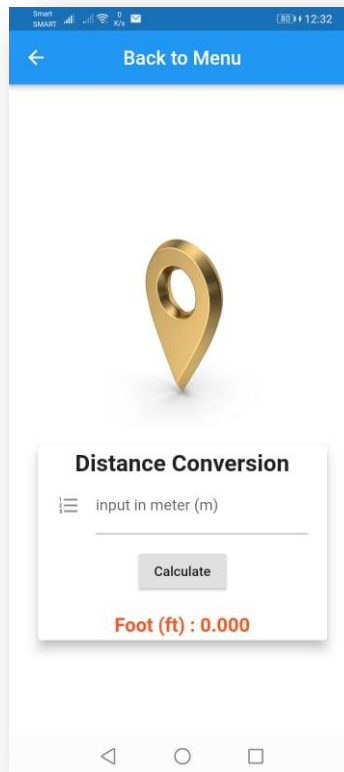 Smart
SMART
0
K/s
80
12:32
Back to Menu
Distance Conversion
input in meter (m)
Calculate
Foot (ft) : 0.000